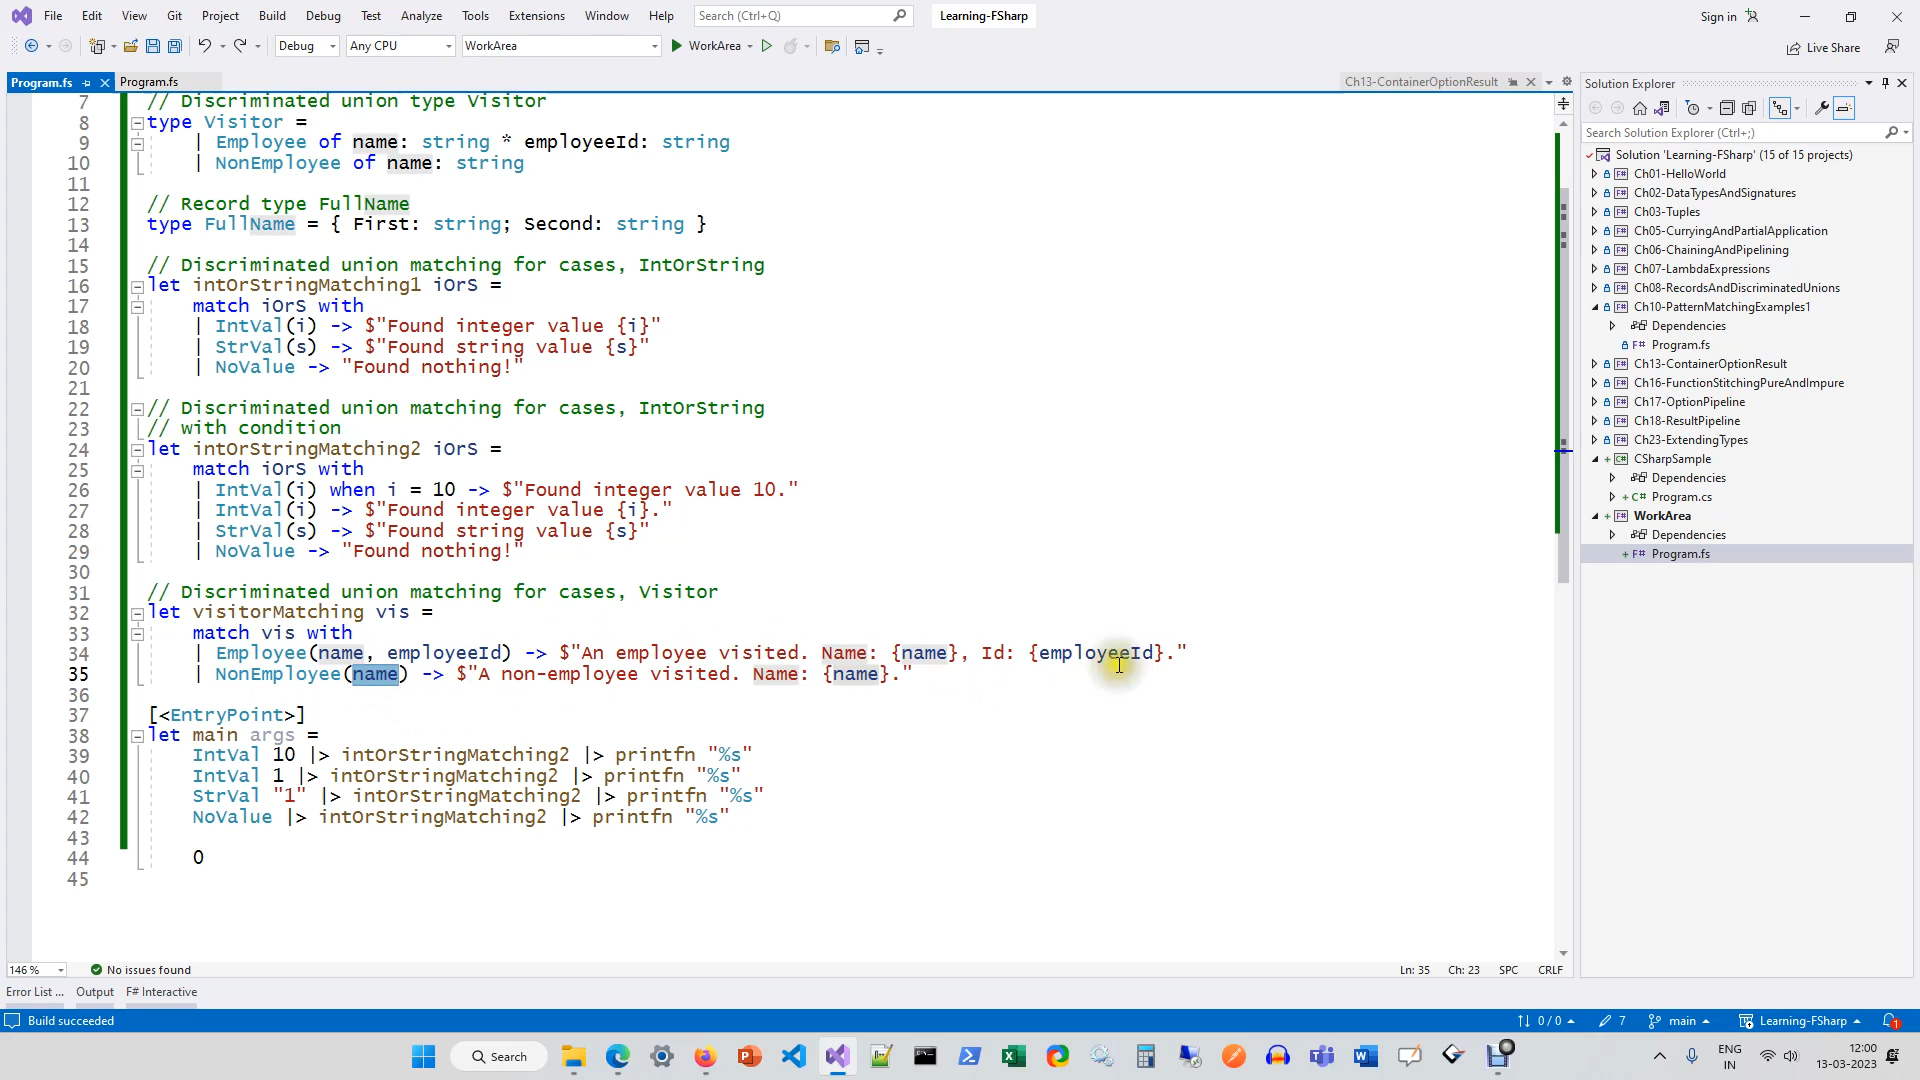 File Edit View Git Project Build Debug Test Analyze Tools Extensions Window Help Search (Ctrl+Q) Learning-FSharp Sign in
Debug Any CPU WorkArea WorkArea Live Share
Program.fs Program.fs Ch13-ContainerOptionResult
7 // Discriminated union type Visitor
8 type Visitor =
9 | Employee of name: string * employeeId: string
10 | NonEmployee of name: string
11
12 // Record type FullName
13 type FullName = { First: string; Second: string }
14
15 // Discriminated union matching for cases, IntOrString
16 let intOrStringMatching1 iOrS =
17 match iOrS with
18 | IntVal(i) -> $"Found integer value {i}"
19 | StrVal(s) -> $"Found string value {s}"
20 | NoValue -> "Found nothing!"
21
22 // Discriminated union matching for cases, IntOrString
23 // with condition
24 let intOrStringMatching2 iOrS =
25 match iOrS with
26 | IntVal(i) when i = 10 -> $"Found integer value 10."
27 | IntVal(i) -> $"Found integer value {i}."
28 | StrVal(s) -> $"Found string value {s}"
29 | NoValue -> "Found nothing!"
30
31 // Discriminated union matching for cases, Visitor
32 let visitorMatching vis =
33 match vis with
34 | Employee(name, employeeId) -> $"An employee visited. Name: {name}, Id: {employeeId}."
35 | NonEmployee(name) -> $"A non-employee visited. Name: {name}."
36
37 [<EntryPoint>]
38 let main args =
39 IntVal 10 |> intOrStringMatching2 |> printfn "%s"
40 IntVal 1 |> intOrStringMatching2 |> printfn "%s"
41 StrVal "1" |> intOrStringMatching2 |> printfn "%s"
42 NoValue |> intOrStringMatching2 |> printfn "%s"
43
44 0
45
146 % No issues found Ln: 35 Ch: 23 SPC CRLF
Solution Explorer
Search Solution Explorer (Ctrl+;)
Solution 'Learning-FSharp' (15 of 15 projects)
Ch01-HelloWorld
Ch02-DataTypesAndSignatures
Ch03-Tuples
Ch05-CurryingAndPartialApplication
Ch06-ChainingAndPipelining
Ch07-LambdaExpressions
Ch08-RecordsAndDiscriminatedUnions
Ch10-PatternMatchingExamples1
Dependencies
F# Program.fs
Ch13-ContainerOptionResult
Ch16-FunctionStitchingPureAndImpure
Ch17-OptionPipeline
Ch18-ResultPipeline
Ch23-ExtendingTypes
CSharpSample
Dependencies
C# Program.cs
WorkArea
Dependencies
F# Program.fs
Error List ... Output F# Interactive
Build succeeded 0 / 0 7 main Learning-FSharp 1
Search ENG IN 12:00 13-03-2023